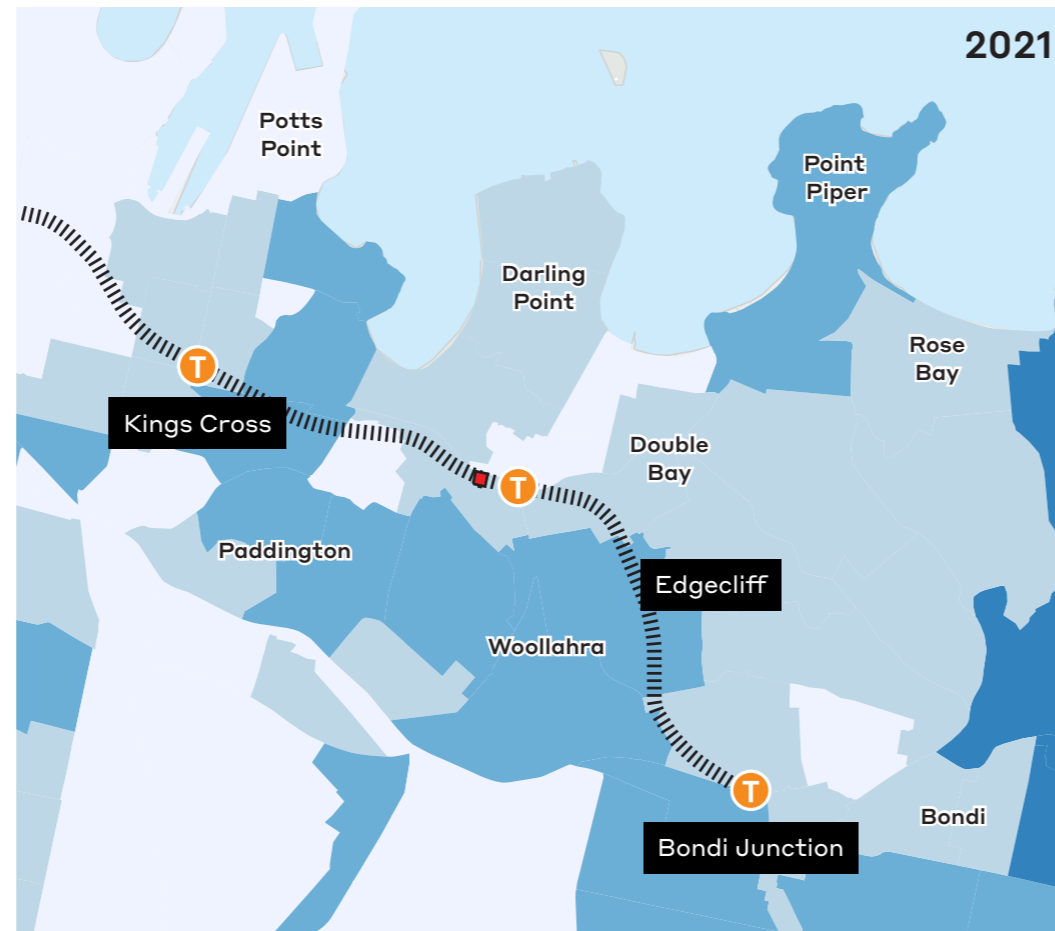 2021
Potts
Point
Point
Piper
Darling
Point
Rose
Bay
T
Kings Cross
Double
Bay
T
Paddington
Edgecliff
Woollahra
T
Bondi
Bondi Junction